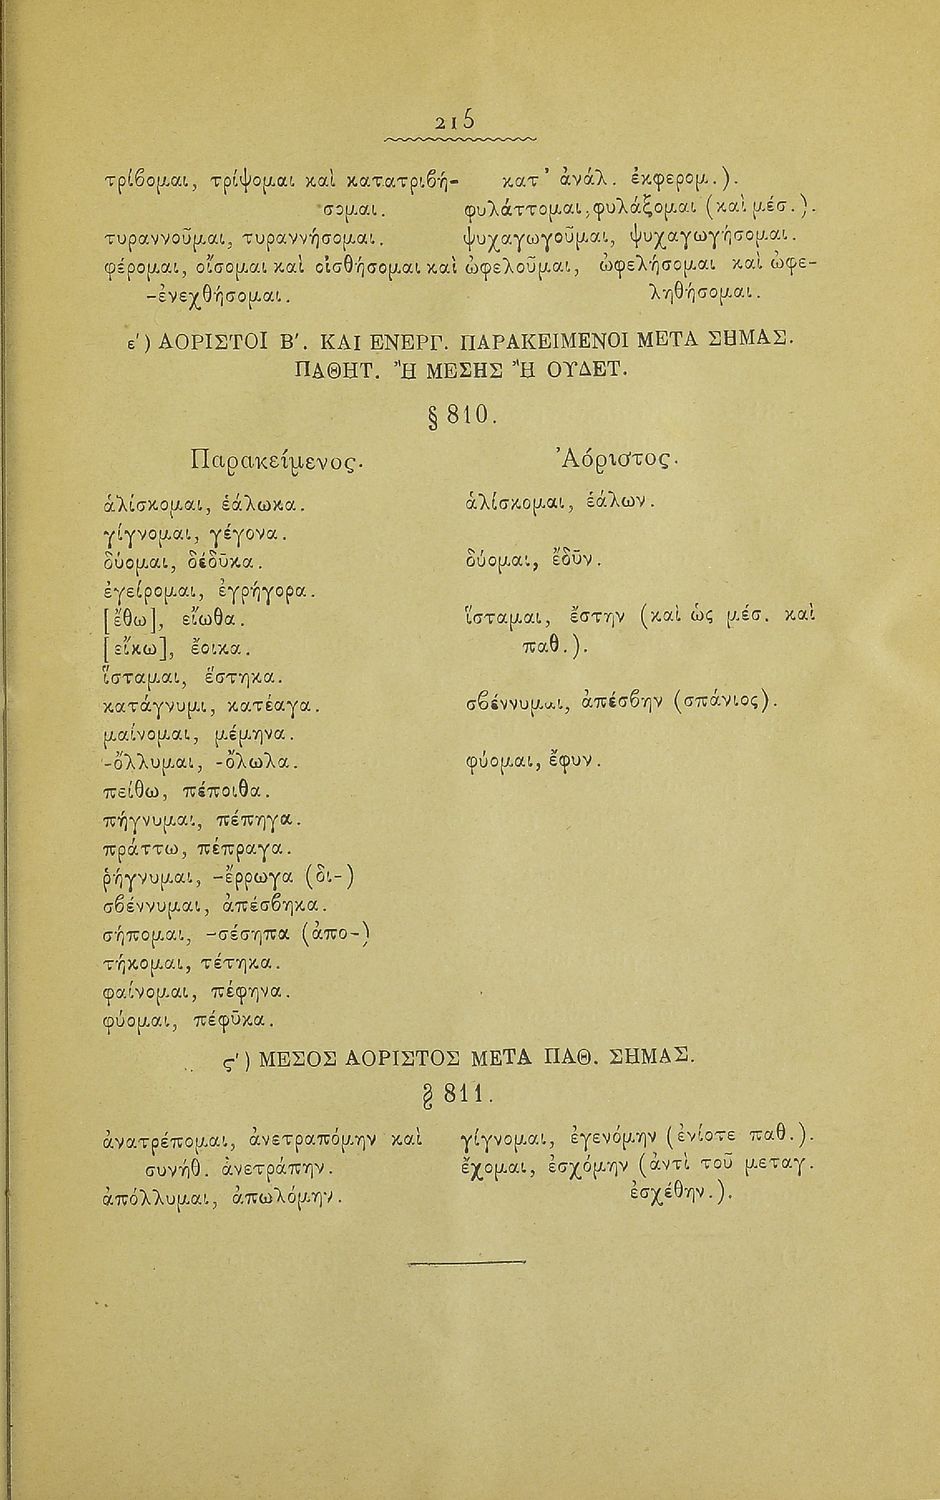 215
τρίβομαι, τρίψομαι καὶ κατατριβή-
σομαι.
τυραννοῦμαι, τυραννήσομαι.
φέρομαι, οἴσομαι καὶ οἰσθήσομαι καὶ
-ἐνεχθήσομαι.
κατ' ἀνάλ. ἐκφερομ.).
φυλάττομαι, φυλάξομαι (καὶ μέσ.).
ψυχαγωγοῦμαι, ψυχαγωγήσομαι.
ὠφελοῦμαι, ὠφελήσομαι καὶ ὠφε-
ληθήσομαι.
ε') ΑΟΡΙΣΤΟΙ Β'. ΚΑΙ ΕΝΕΡΓ. ΠΑΡΑΚΕΙΜΕΝΟΙ ΜΕΤΑ ΣΗΜΑΣ.
ΠΑΘΗΤ. Ἢ ΜΕΣΗΣ Ἢ ΟΥΔΕΤ.
§ 810.
Παρακείμενος.
ἁλίσκομαι, ἑάλωκα.
γίγνομαι, γέγονα.
δύομαι, δέδῡκα.
ἐγείρομαι, ἐγρήγορα.
[ἔθω], εἴωθα.
[εἴκω], ἔοικα.
ἵσταμαι, ἕστηκα.
κατάγνυμι, κατέαγα.
μαίνομαι, μέμηνα.
-ὄλλυμαι, -ὄλωλα.
πείθω, πέποιθα.
πήγνυμαι, πέπηγα.
πράττω, πέπραγα.
ῥήγνυμαι, -ἔρρωγα (δι-)
σβέννυμαι, ἀπέσβηκα.
σήπομαι, -σέσηπα (ἀπο-)
τήκομαι, τέτηκα.
φαίνομαι, πέφηνα.
φύομαι, πέφῡκα.
Ἀόριστος.
ἁλίσκομαι, ἑάλων.
δύομαι, ἔδῡν.
ἵσταμαι, ἔστην (καὶ ὡς μέσ. καὶ
παθ.).
σβέννυμαι, ἀπέσβην (σπάνιος).
φύομαι, ἔφυν.
ς') ΜΕΣΟΣ ΑΟΡΙΣΤΟΣ ΜΕΤΑ ΠΑΘ. ΣΗΜΑΣ.
§ 811.
ἀνατρέπομαι, ἀνετραπόμην καὶ
συνήθ. ἀνετράπην.
ἀπόλλυμαι, ἀπωλόμην.
γίγνομαι, ἐγενόμην (ἐνίοτε παθ.).
ἔχομαι, ἐσχόμην (ἀντὶ τοῦ μεταγ.
ἐσχέθην.).